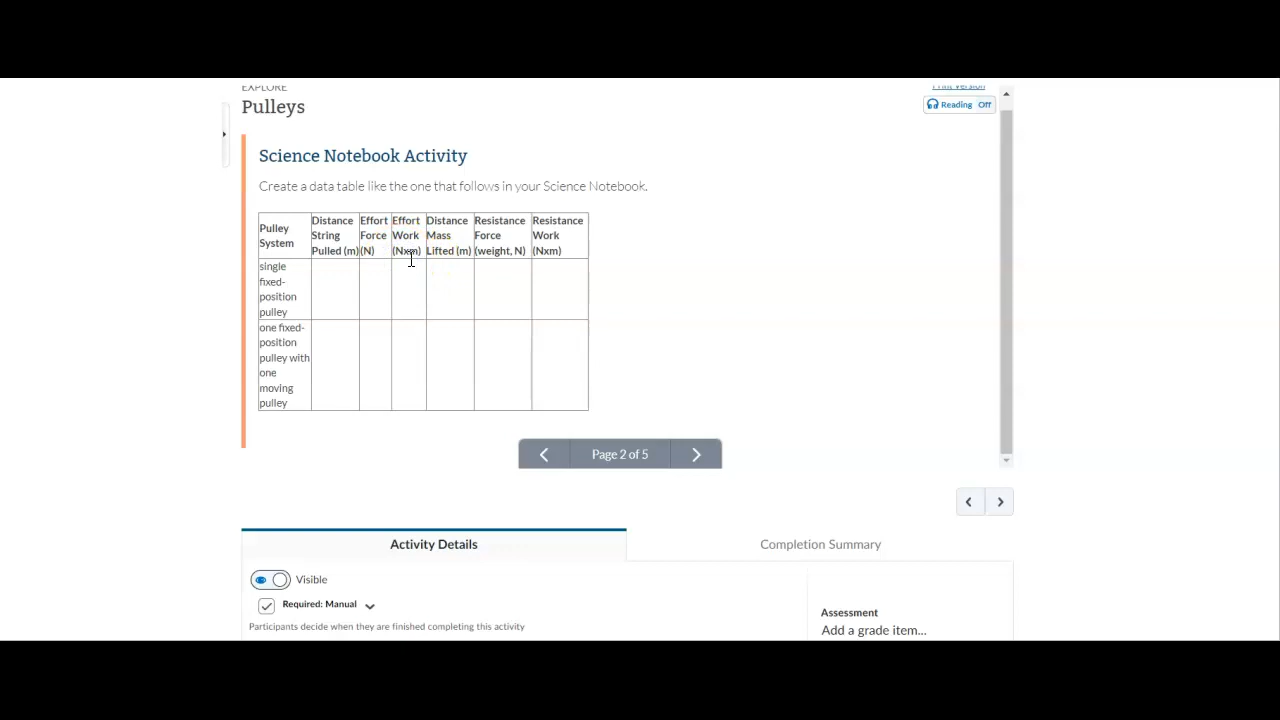 EXPLORE
Print Version
Pulleys
Reading Off
Science Notebook Activity
Create a data table like the one that follows in your Science Notebook.
Pulley System
Distance String Pulled (m)
Effort Force (N)
Effort Work (Nxm)
Distance Mass Lifted (m)
Resistance Force (weight, N)
Resistance Work (Nxm)
single
fixed-
position
pulley
one fixed-
position
pulley with
one
moving
pulley
Page 2 of 5
Activity Details
Completion Summary
Visible
Required: Manual
Participants decide when they are finished completing this activity
Assessment
Add a grade item...